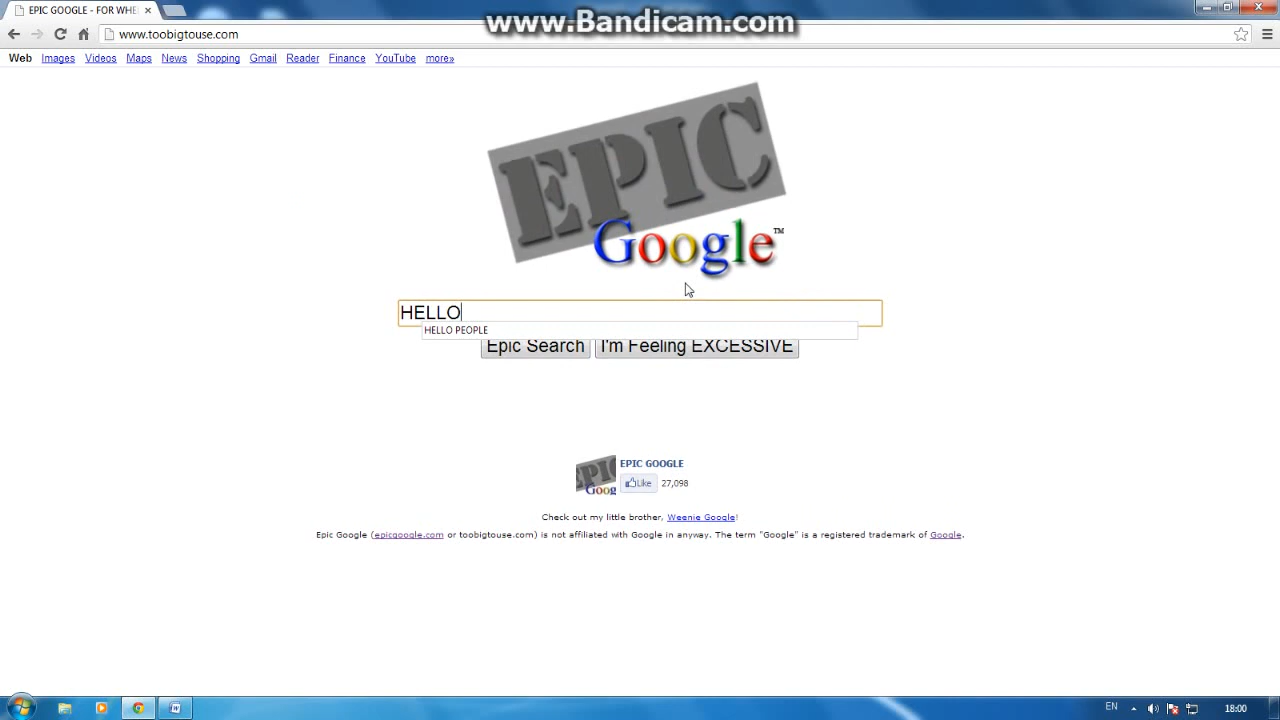 EPIC GOOGLE - FOR WHE
www.Bandicam.com
www.toobigtouse.com
Web Images Videos Maps News Shopping Gmail Reader Finance YouTube more»
EPIC
Google™
HELLO
HELLO PEOPLE
Epic Search I'm Feeling EXCESSIVE
EPIC
Goog
EPIC GOOGLE
Like 27,098
Check out my little brother, Weenie Google!
Epic Google (epicgoogle.com or toobigtouse.com) is not affiliated with Google in anyway. The term "Google" is a registered trademark of Google.
EN 18:00